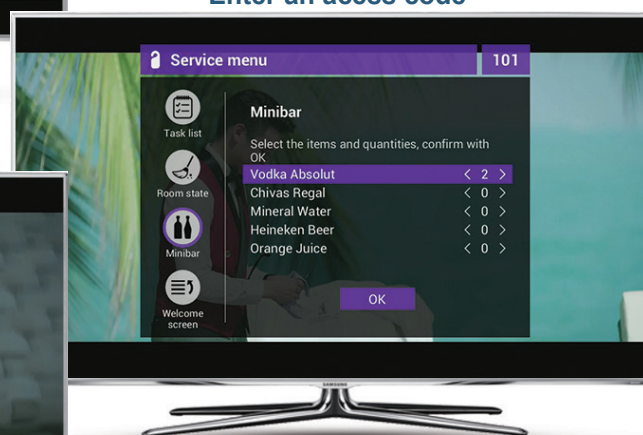 Enter an access code
Service menu 101
Task list
Room state
Minibar
Welcome
screen
Minibar
Select the items and quantities, confirm with
OK
Vodka Absolut < 2 >
Chivas Regal < 0 >
Mineral Water < 0 >
Heineken Beer < 0 >
Orange Juice < 0 >
OK
SAMSUNG